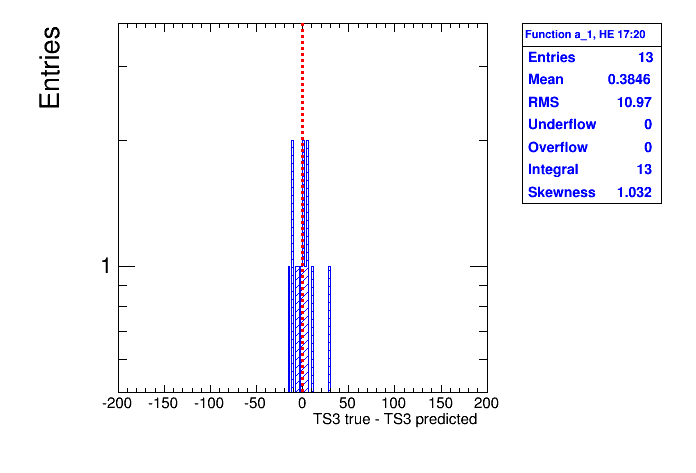 Entries
1
-200 -150 -100 -50 0 50 100 150 200
TS3 true - TS3 predicted
Function a_1, HE 17:20
Entries 13
Mean 0.3846
RMS 10.97
Underflow 0
Overflow 0
Integral 13
Skewness 1.032